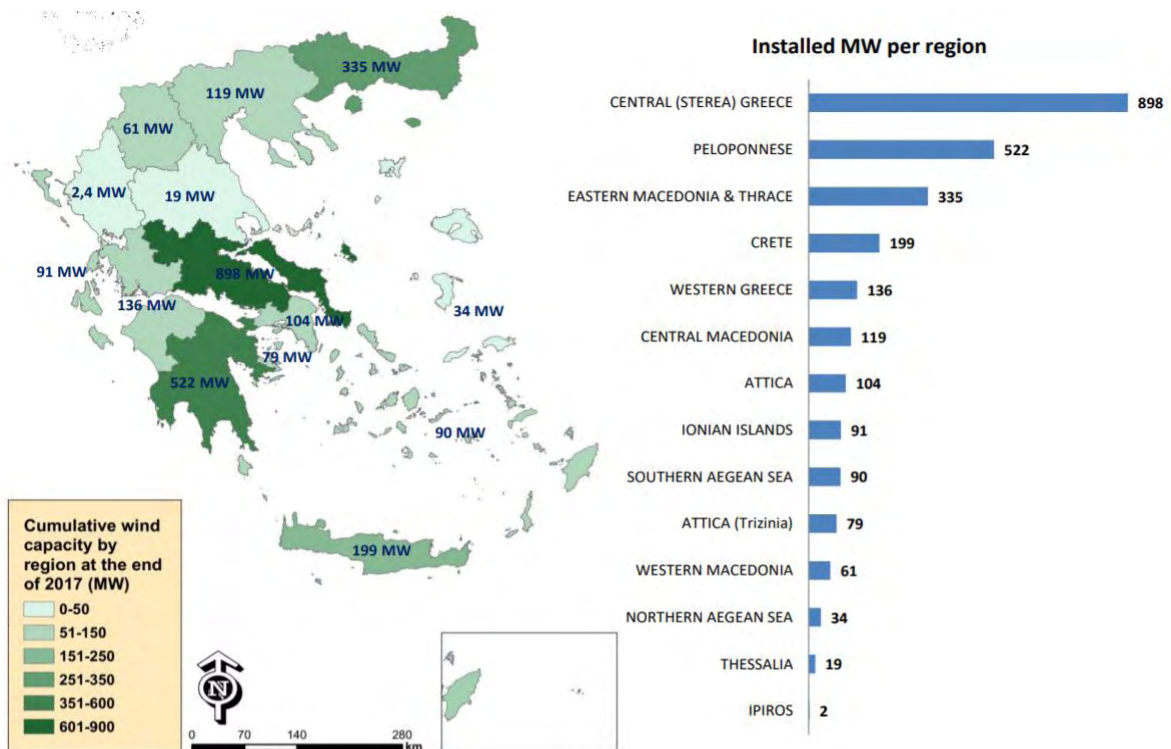 335 MW
119 MW
61 MW
2,4 MW
19 MW
91 MW
898 MW
136 MW
104 MW
34 MW
79 MW
522 MW
90 MW
199 MW
Cumulative wind
capacity by
region at the end
of 2017 (MW)
0-50
51-150
151-250
251-350
351-600
601-900
N
0 70 140 280
km
Installed MW per region
CENTRAL (STEREA) GREECE 898
PELOPONNESE 522
EASTERN MACEDONIA & THRACE 335
CRETE 199
WESTERN GREECE 136
CENTRAL MACEDONIA 119
ATTICA 104
IONIAN ISLANDS 91
SOUTHERN AEGEAN SEA 90
ATTICA (Trizinia) 79
WESTERN MACEDONIA 61
NORTHERN AEGEAN SEA 34
THESSALIA 19
IPIROS 2